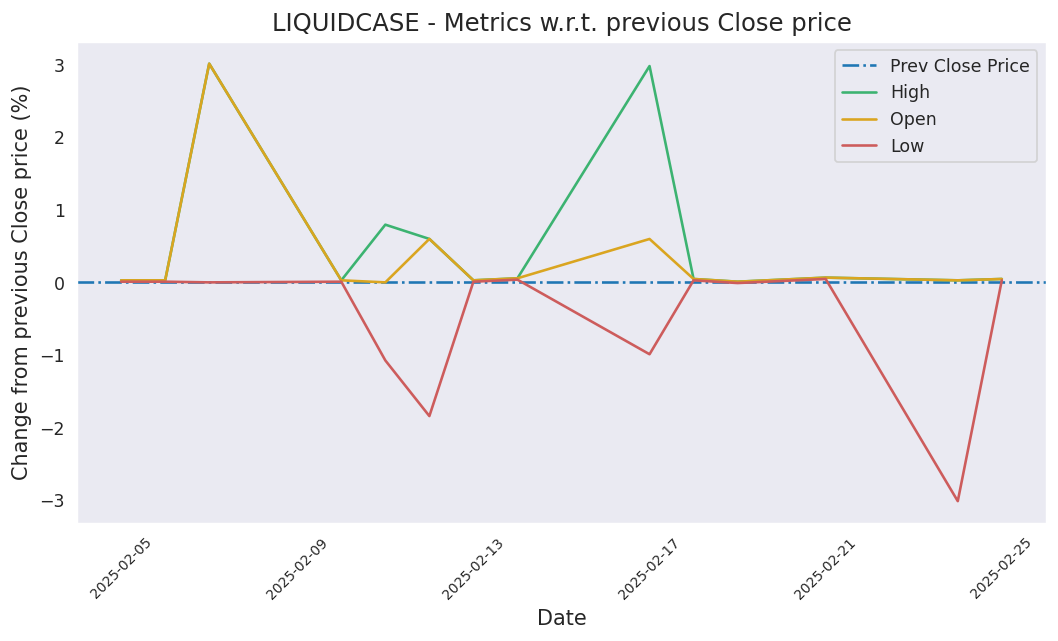 LIQUIDCASE - Metrics w.r.t. previous Close price
Prev Close Price
High
Open
Low
Change from previous Close price (%)
3
2
1
0
−1
−2
−3
2025-02-05
2025-02-09
2025-02-13
2025-02-17
2025-02-21
2025-02-25
Date